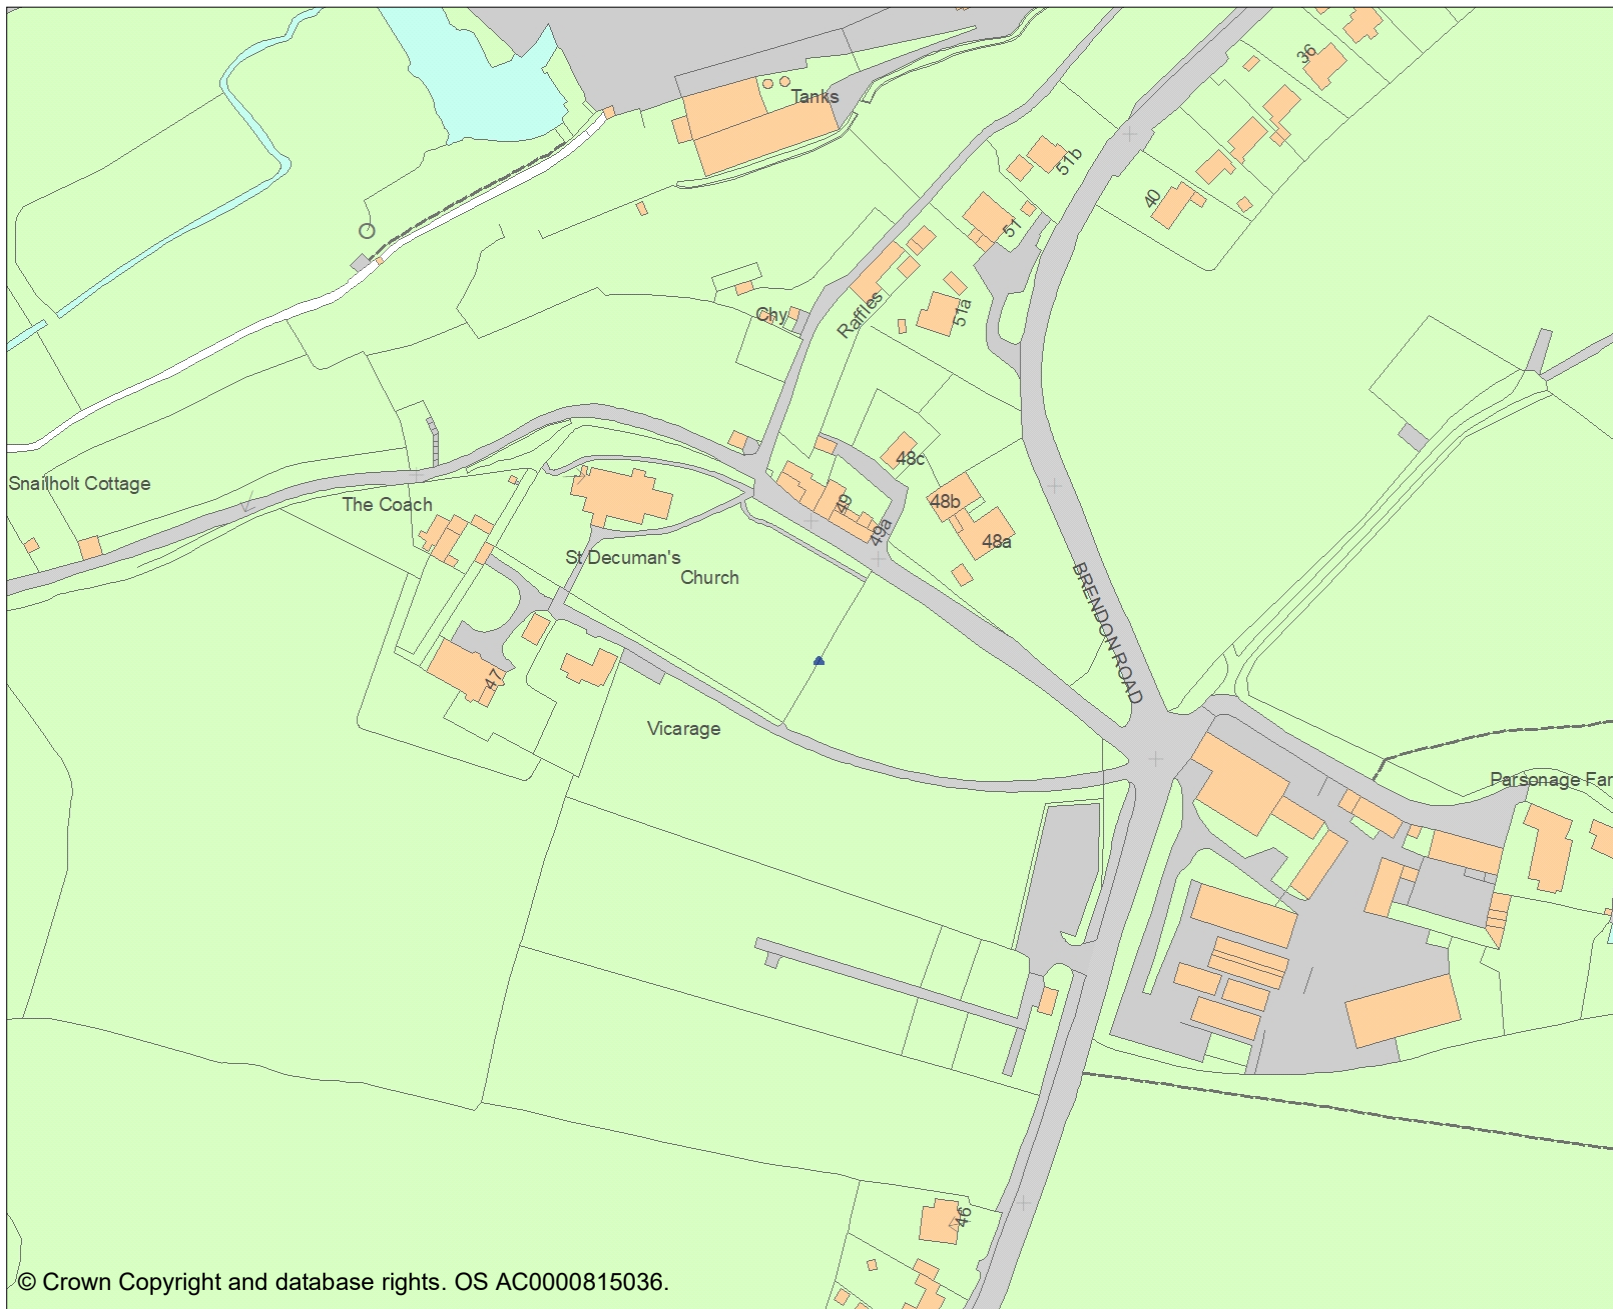 36
Tanks
51b
40
51
Raffles
51a
Chy
Snailholt Cottage
The Coach
48c
49
48b
49a
48a
St Decuman's
Church
BRENDON ROAD
47
Vicarage
Parsonage Far
46
© Crown Copyright and database rights. OS AC0000815036.